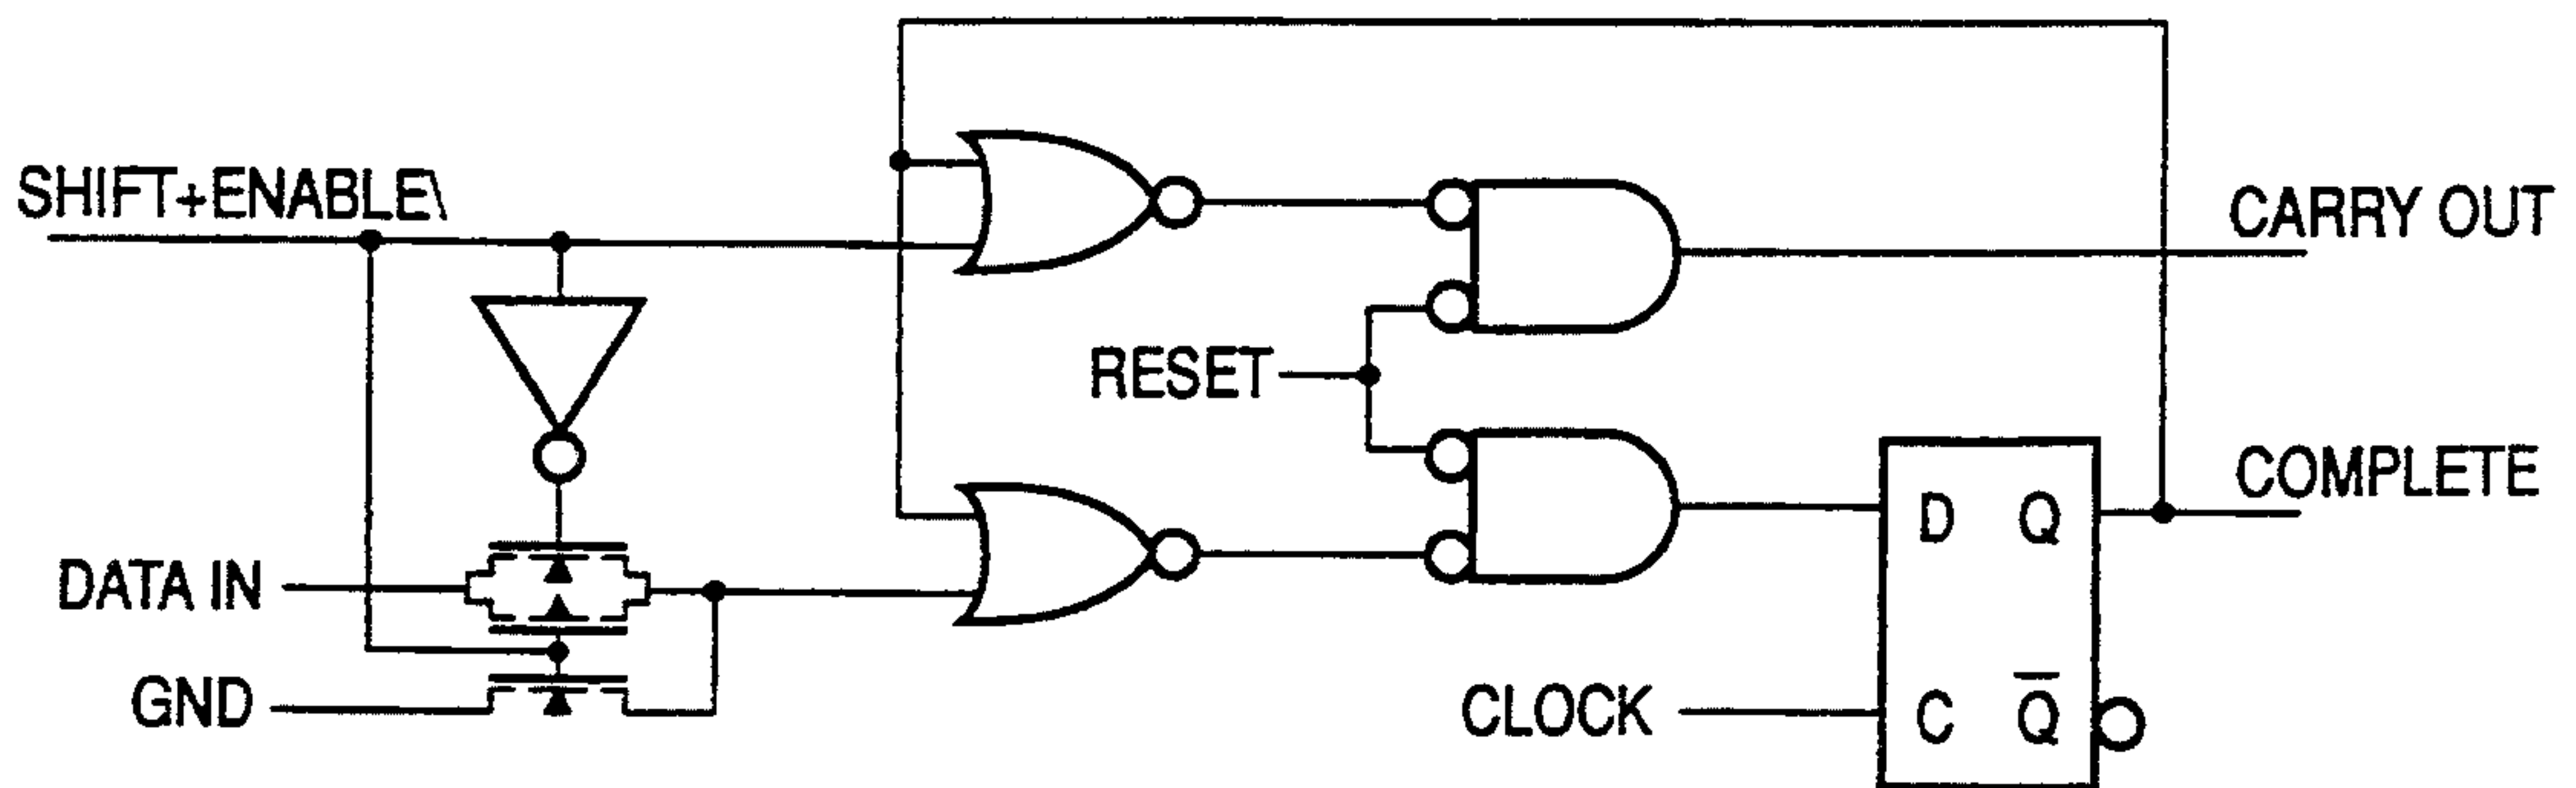 SHIFT+ENABLE\
CARRY OUT
RESET
COMPLETE
D Q
DATA IN
GND
CLOCK
C Q̅